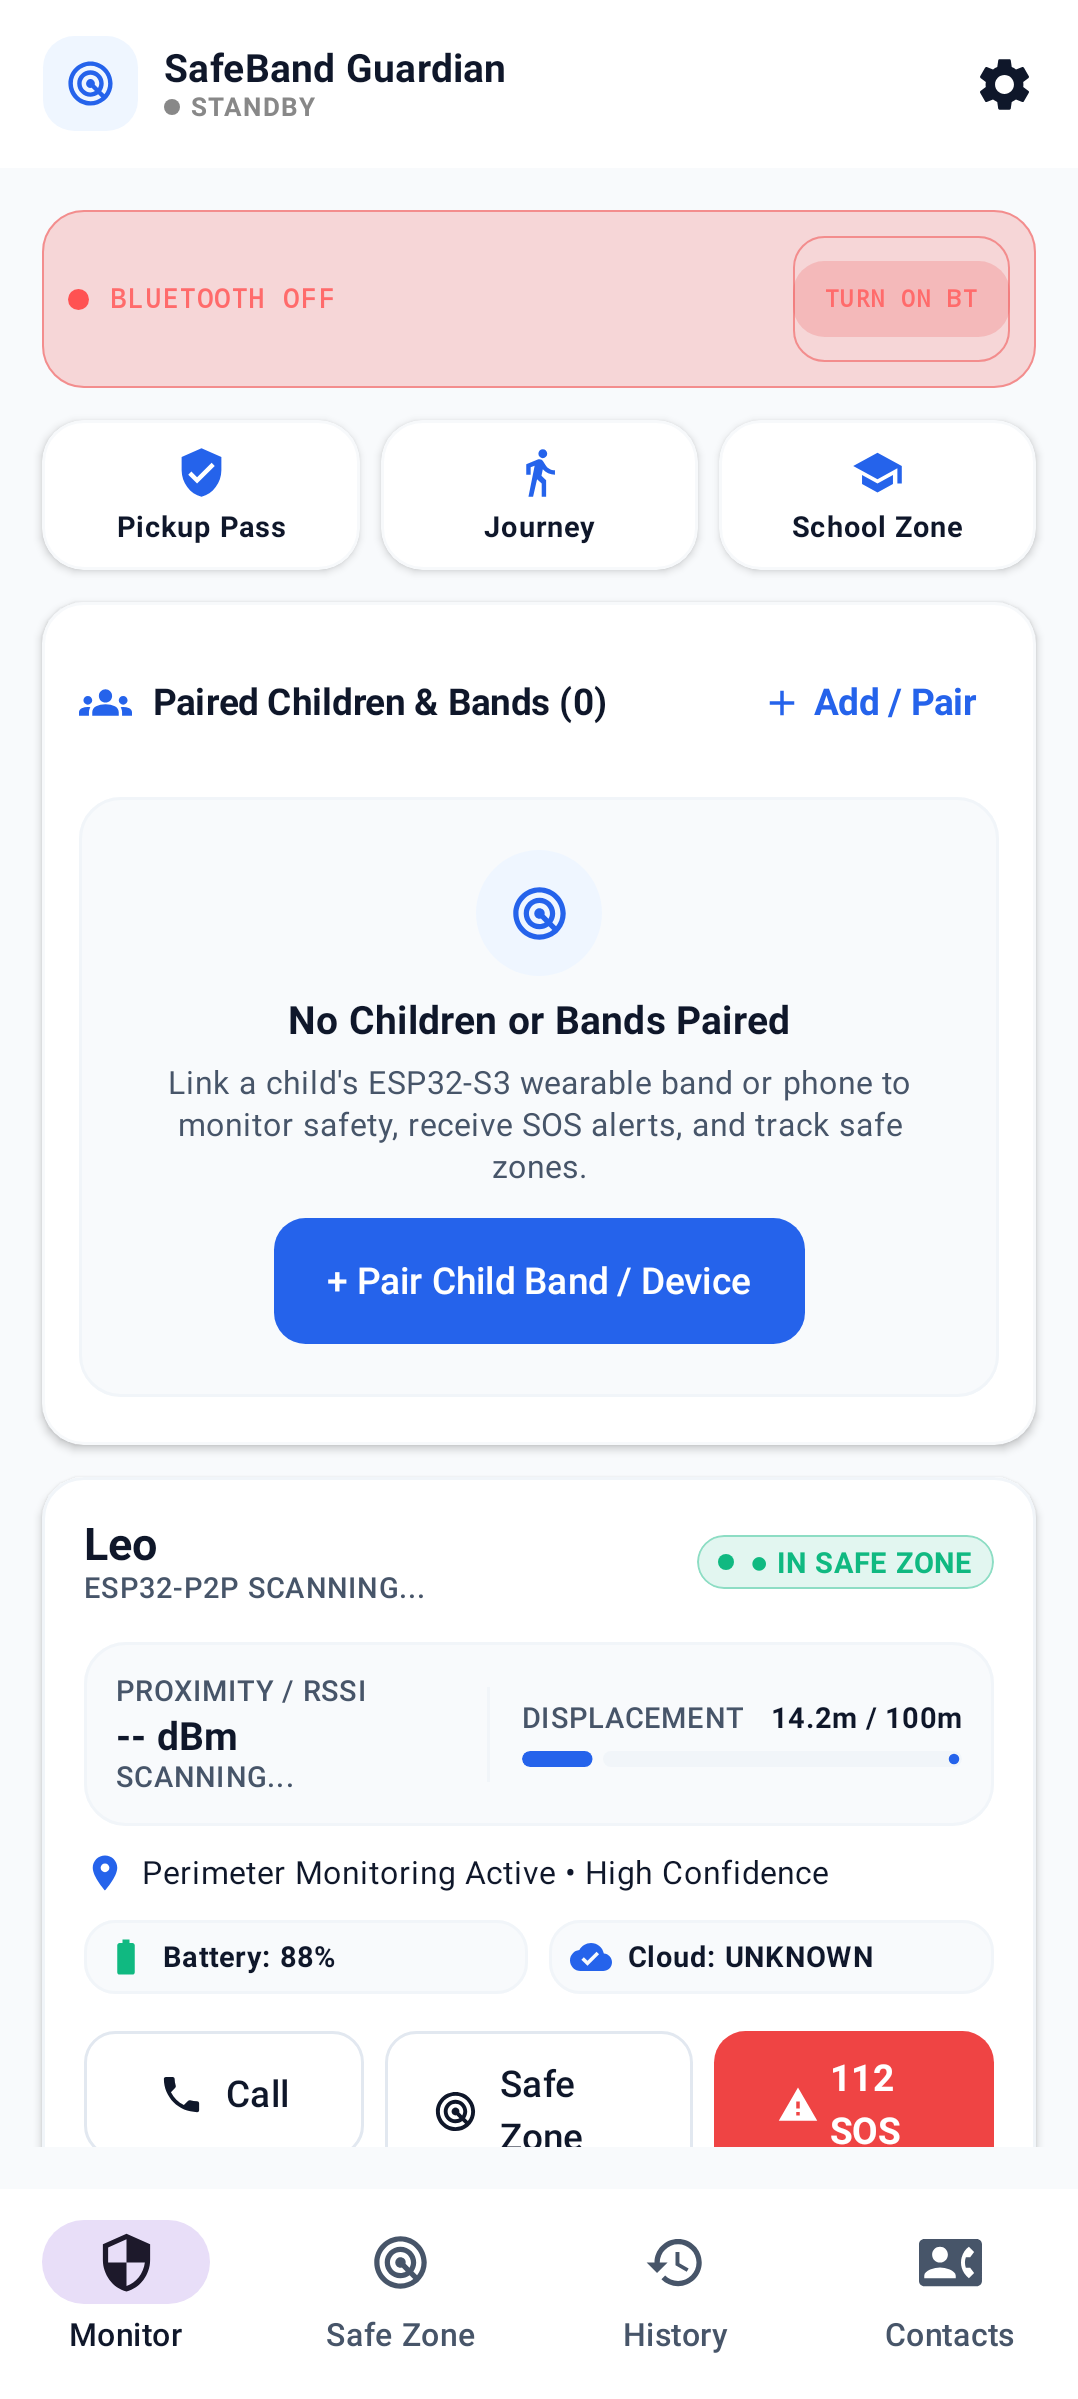 SafeBand Guardian
STANDBY
BLUETOOTH OFF
TURN ON BT
Pickup Pass
Journey
School Zone
Paired Children & Bands (0)
+ Add / Pair
No Children or Bands Paired
Link a child's ESP32-S3 wearable band or phone to
monitor safety, receive SOS alerts, and track safe
zones.
+ Pair Child Band / Device
Leo
ESP32-P2P SCANNING...
● IN SAFE ZONE
PROXIMITY / RSSI
-- dBm
SCANNING...
DISPLACEMENT 14.2m / 100m
Perimeter Monitoring Active • High Confidence
Battery: 88%
Cloud: UNKNOWN
Call
Safe
Zone
112
SOS
Monitor
Safe Zone
History
Contacts